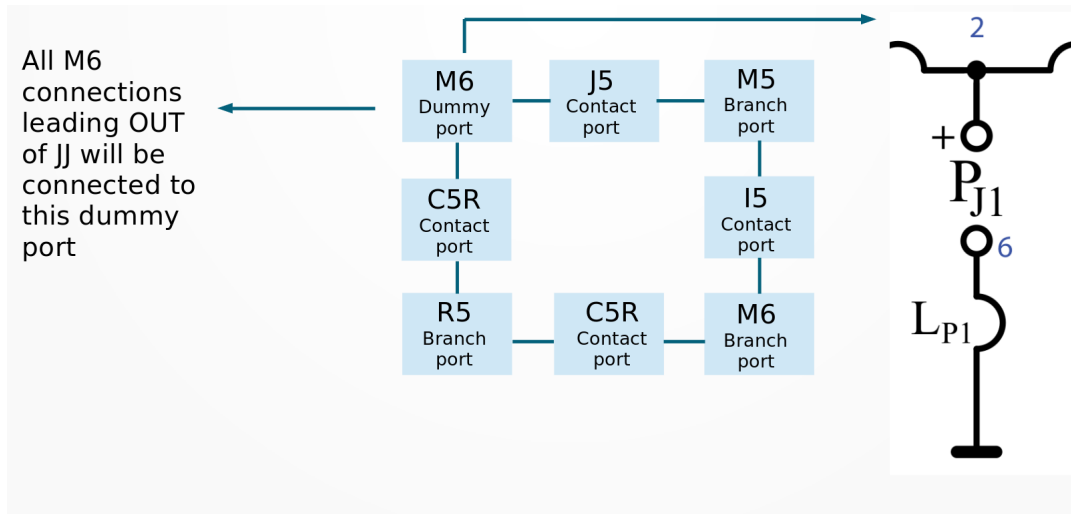 All M6
connections
leading OUT
of JJ will be
connected to
this dummy
port
M6
Dummy
port
J5
Contact
port
M5
Branch
port
C5R
Contact
port
I5
Contact
port
R5
Branch
port
C5R
Contact
port
M6
Branch
port
2
+
PJ1
6
LP1